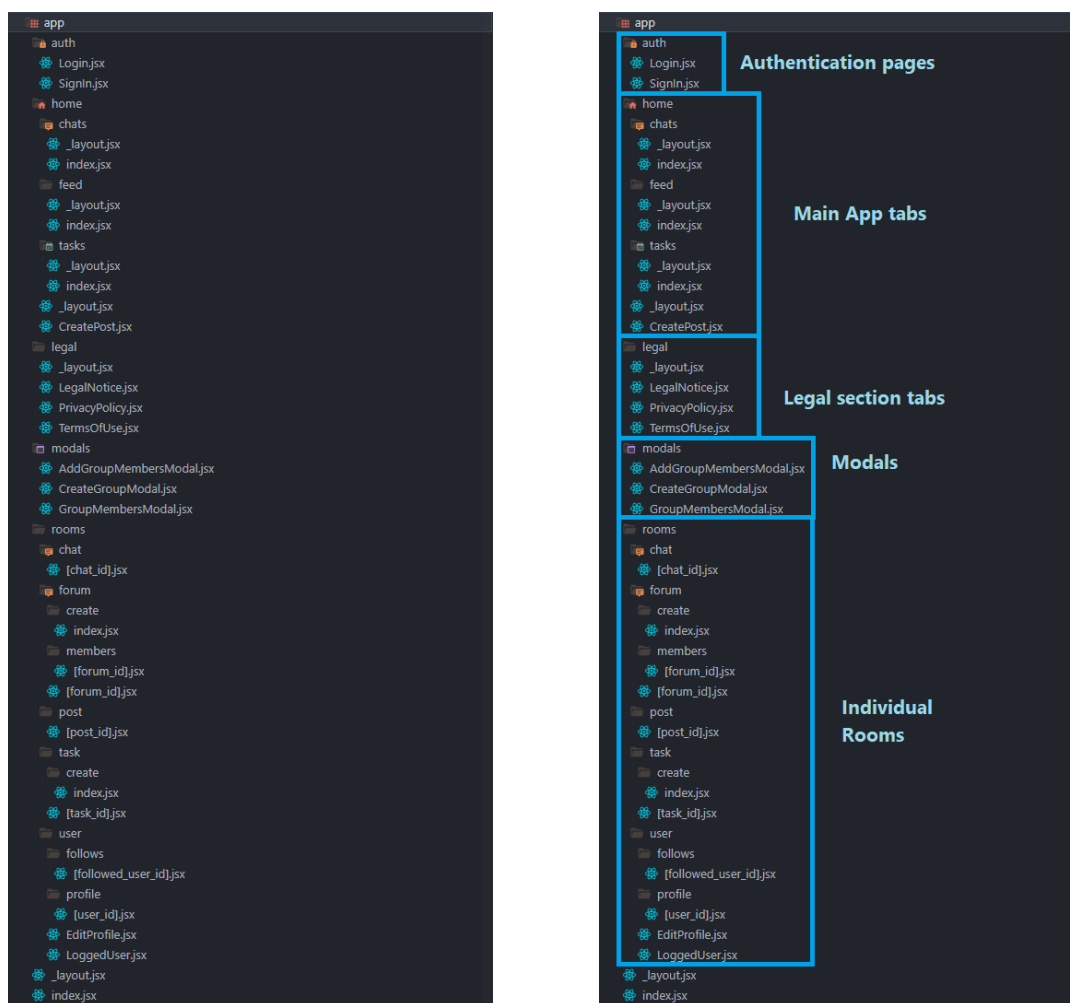 app
auth
Login.jsx
SignIn.jsx
home
chats
_layout.jsx
index.jsx
feed
_layout.jsx
index.jsx
tasks
_layout.jsx
index.jsx
_layout.jsx
CreatePost.jsx
legal
_layout.jsx
LegalNotice.jsx
PrivacyPolicy.jsx
TermsOfUse.jsx
modals
AddGroupMembersModal.jsx
CreateGroupModal.jsx
GroupMembersModal.jsx
rooms
chat
[chat_id].jsx
forum
create
index.jsx
members
[forum_id].jsx
[forum_id].jsx
post
[post_id].jsx
task
create
index.jsx
[task_id].jsx
user
follows
[followed_user_id].jsx
profile
[user_id].jsx
EditProfile.jsx
LoggedUser.jsx
_layout.jsx
index.jsx
app
auth
Login.jsx
SignIn.jsx
Authentication pages
home
chats
_layout.jsx
index.jsx
feed
_layout.jsx
index.jsx
tasks
_layout.jsx
index.jsx
_layout.jsx
CreatePost.jsx
Main App tabs
legal
_layout.jsx
LegalNotice.jsx
PrivacyPolicy.jsx
TermsOfUse.jsx
Legal section tabs
modals
AddGroupMembersModal.jsx
CreateGroupModal.jsx
GroupMembersModal.jsx
Modals
rooms
chat
[chat_id].jsx
forum
create
index.jsx
members
[forum_id].jsx
[forum_id].jsx
post
[post_id].jsx
task
create
index.jsx
[task_id].jsx
user
follows
[followed_user_id].jsx
profile
[user_id].jsx
EditProfile.jsx
LoggedUser.jsx
Individual
Rooms
_layout.jsx
index.jsx